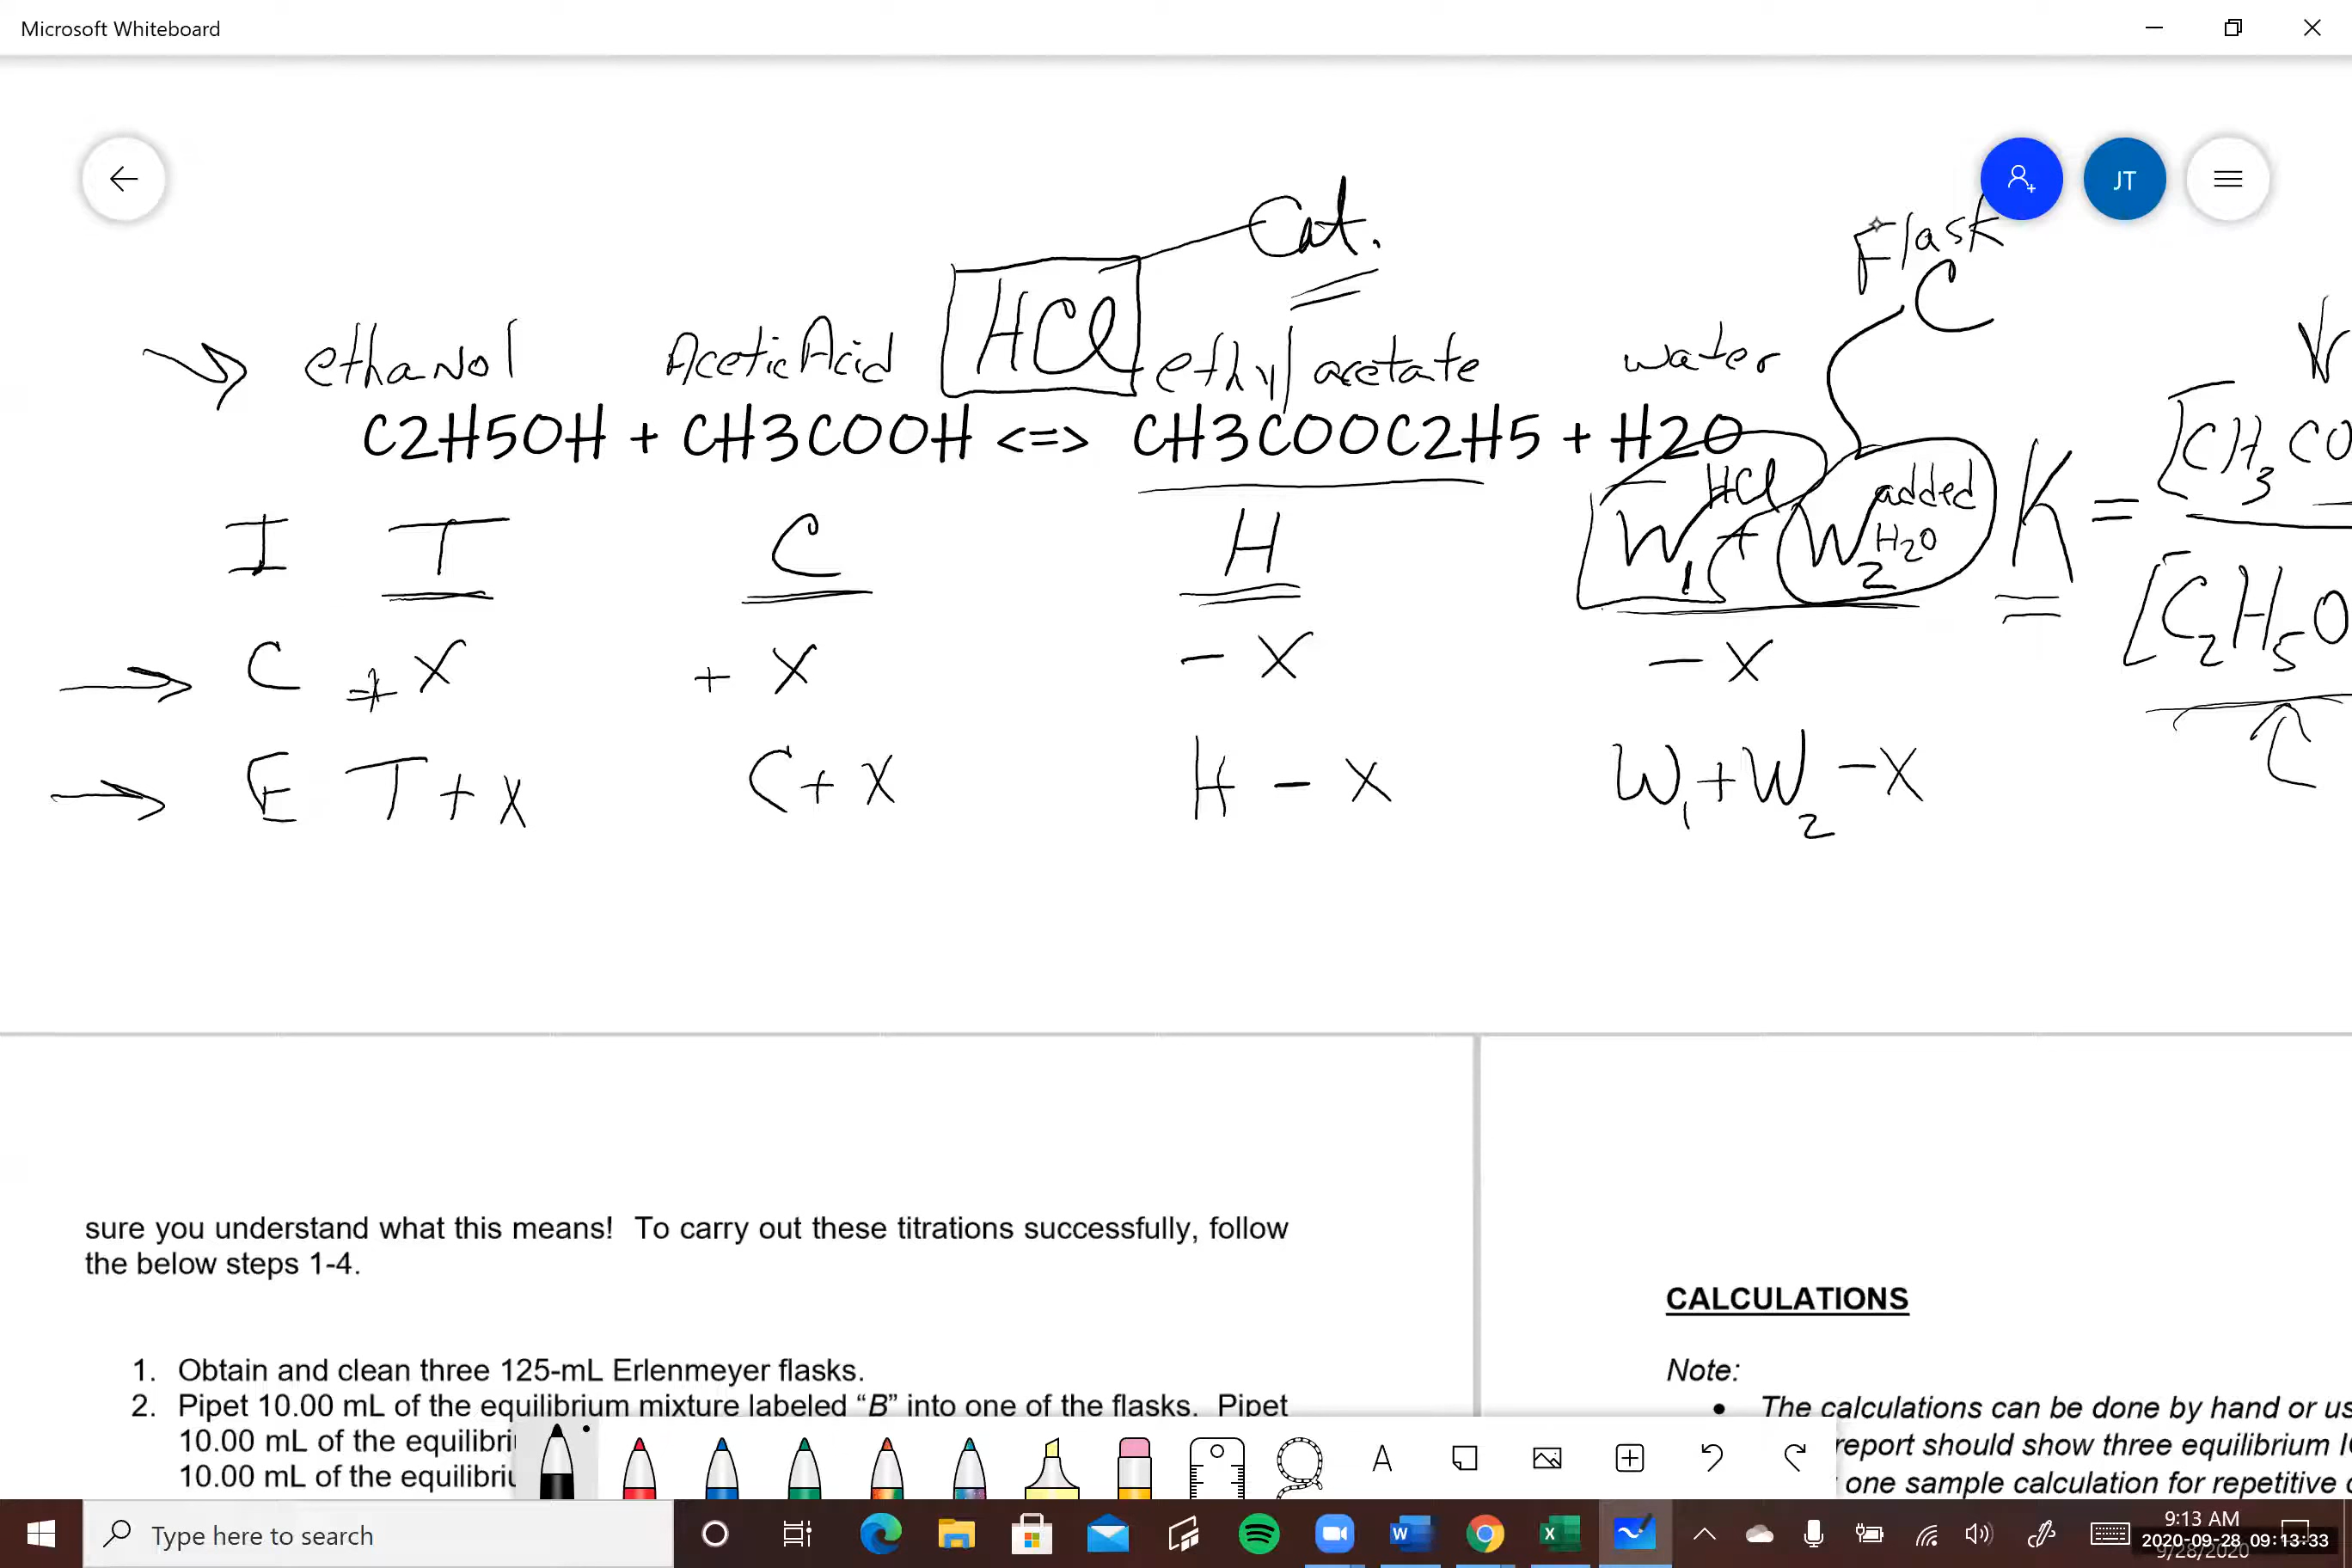 Microsoft Whiteboard
JT
Cat.
Flask
C
HCl
ethanol Acetic Acid ethyl acetate water
C2H5OH + CH3COOH <=> CH3COOC2H5 + H2O
K = [CH3CO
[C2H5O
I T C H W1 HCl + W2 added H2O
C + X + X - X - X
E T + X C + X H - X W1 + W2 - X
sure you understand what this means! To carry out these titrations successfully, follow
the below steps 1-4.
1. Obtain and clean three 125-mL Erlenmeyer flasks.
2. Pipet 10.00 mL of the equilibrium mixture labeled “B” into one of the flasks. Pipet
10.00 mL of the equilibri
10.00 mL of the equilibriu
CALCULATIONS
Note:
• The calculations can be done by hand or us
report should show three equilibrium
one sample calculation for repetitive
A
Type here to search
9:13 AM
2020-09-28 09:13:33
9/28/2020